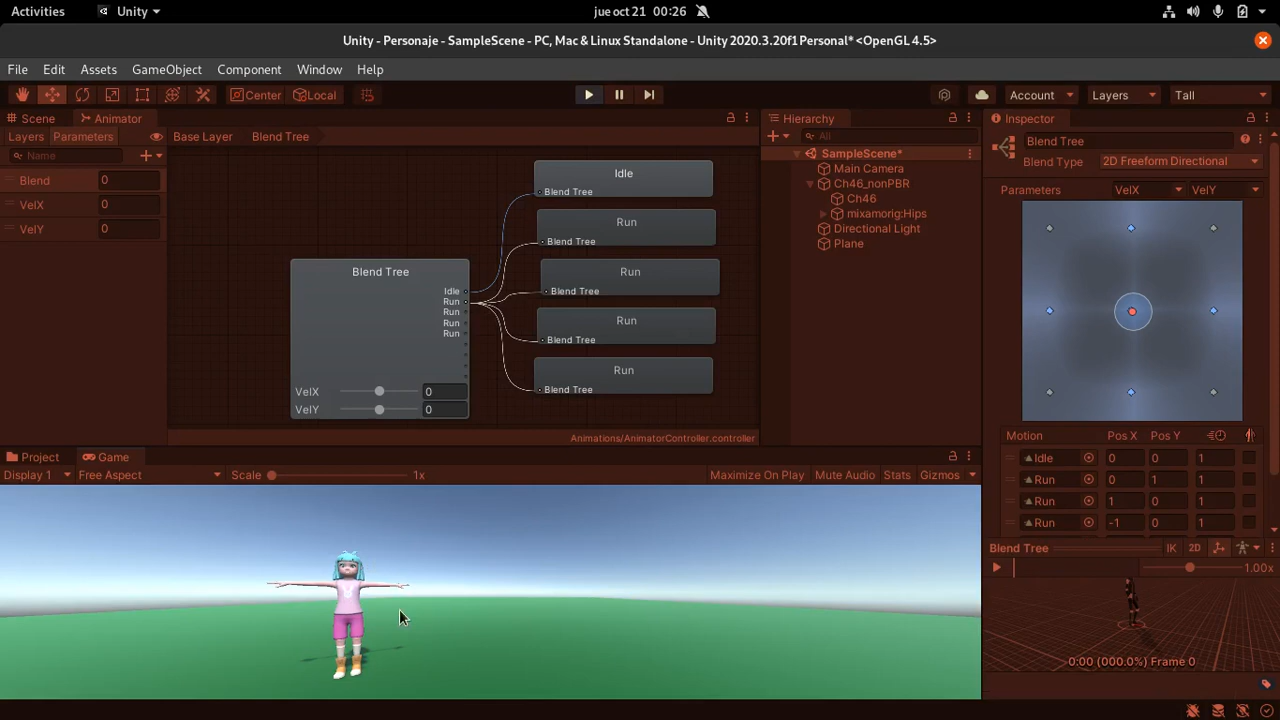 Activities Unity jue oct 21 00:26
Unity - Personaje - SampleScene - PC, Mac & Linux Standalone - Unity 2020.3.20f1 Personal* <OpenGL 4.5>
File Edit Assets GameObject Component Window Help
Center Local Account Layers Tall
Scene Animator Hierarchy Inspector
Layers Parameters Base Layer Blend Tree All Blend Tree
Name
Blend Type 2D Freeform Directional
Blend 0
VelX 0
VelY 0
Idle
Blend Tree
Run
Blend Tree
Run
Blend Tree
Run
Blend Tree
Run
Blend Tree
Blend Tree
Idle
Run
Run
Run
Run
VelX 0
VelY 0
Animations/AnimatorController.controller
SampleScene*
Main Camera
Ch46_nonPBR
Ch46
mixamorig:Hips
Directional Light
Plane
Parameters VelX VelY
Motion Pos X Pos Y
Idle 0 0 1
Run 0 1 1
Run 1 0 1
Run -1 0 1
Blend Tree IK 2D
1.00x
0:00 (000.0%) Frame 0
Project Game
Display 1 Free Aspect Scale 1x Maximize On Play Mute Audio Stats Gizmos